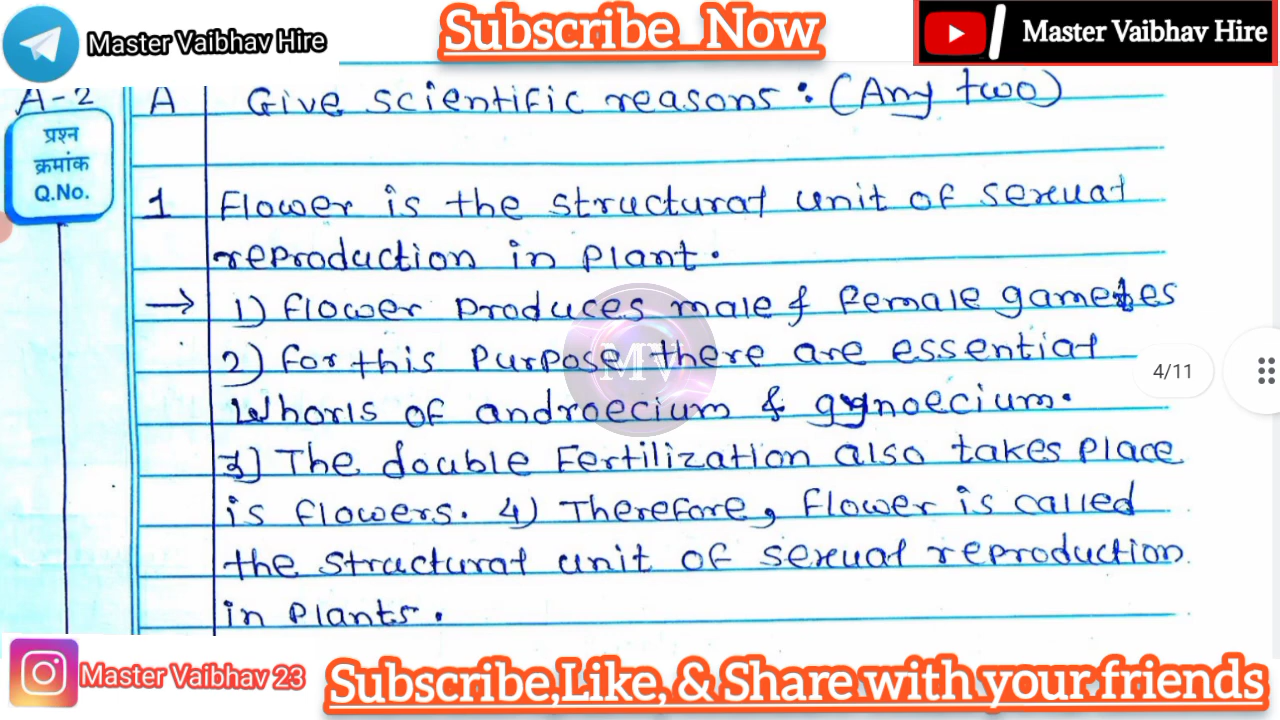 Master Vaibhav Hire
Subscribe Now
Master Vaibhav Hire
A-2 A Give scientific reasons : (Any two)
प्रश्न
क्रमांक
Q.No.
1 Flower is the structural unit of sexual
reproduction in plant.
→ 1) flower produces male & female gametes
2) for this purpose there are essential
4/11
MV
Whorls of androecium & gynoecium.
3) The double fertilization also takes place
is flowers. 4) Therefore, flower is called
the structural unit of sexual reproduction
in plants.
Master Vaibhav 23
Subscribe,Like, & Share with your friends